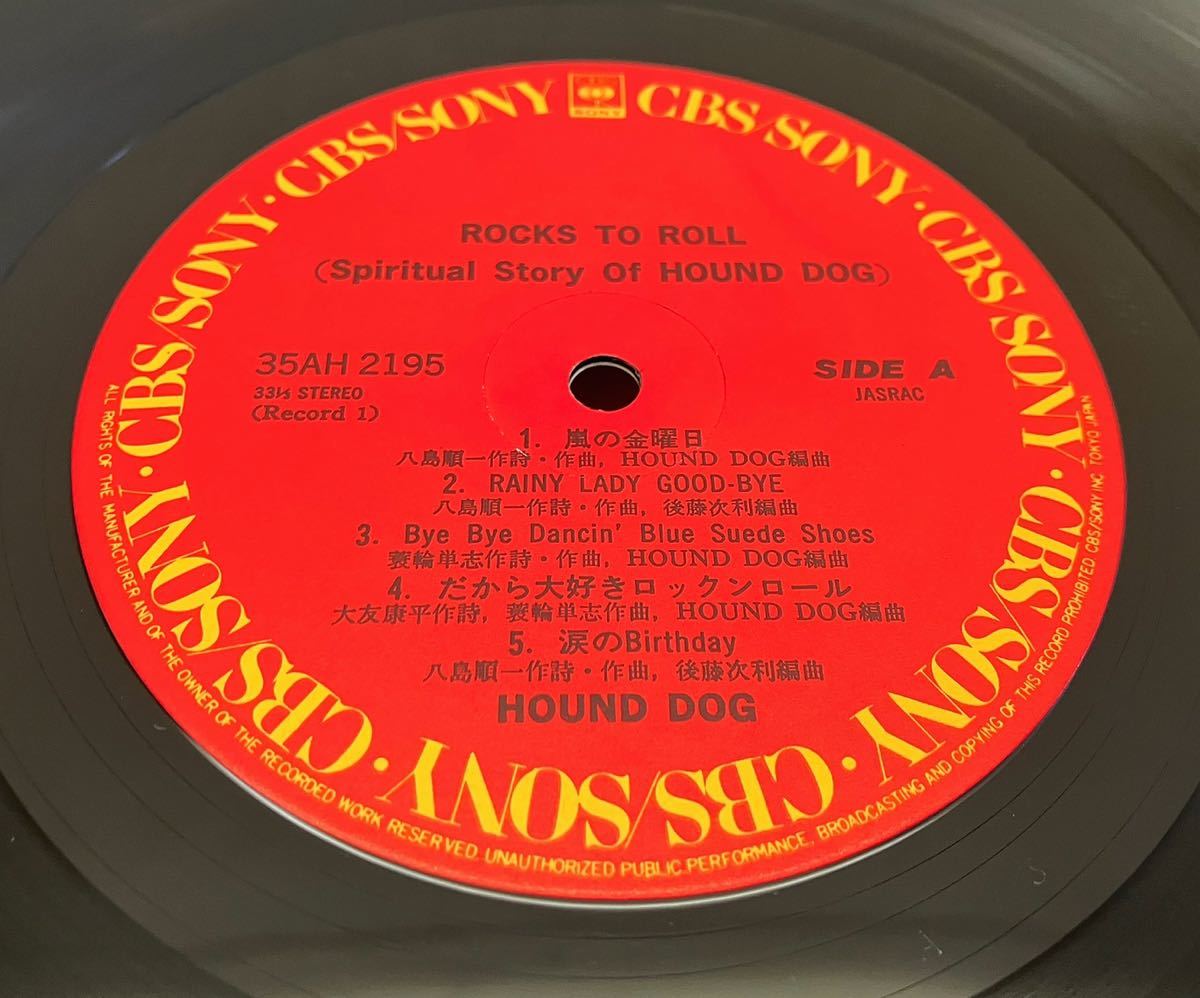 CBS/SONY · CBS/SONY · CBS/SONY · CBS/SONY · CBS/SONY · CBS/SONY · CBS/SONY · CBS/SONY
SONY
ROCKS TO ROLL
(Spiritual Story Of HOUND DOG)
35AH 2195
33⅓ STEREO
(Record 1)
SIDE A
JASRAC
1. 嵐の金曜日
八島順一作詩・作曲, HOUND DOG編曲
2. RAINY LADY GOOD-BYE
八島順一作詩・作曲, 後藤次利編曲
3. Bye Bye Dancin' Blue Suede Shoes
蓑輪単志作詩・作曲, HOUND DOG編曲
4. だから大好きロックンロール
大友康平作詩, 蓑輪単志作曲, HOUND DOG編曲
5. 涙のBirthday
八島順一作詩・作曲, 後藤次利編曲
HOUND DOG
ALL RIGHTS OF THE MANUFACTURER AND OF THE OWNER OF THE RECORDED WORK RESERVED. UNAUTHORIZED PUBLIC PERFORMANCE, BROADCASTING AND COPYING OF THIS RECORD PROHIBITED CBS/SONY INC. TOKYO JAPAN